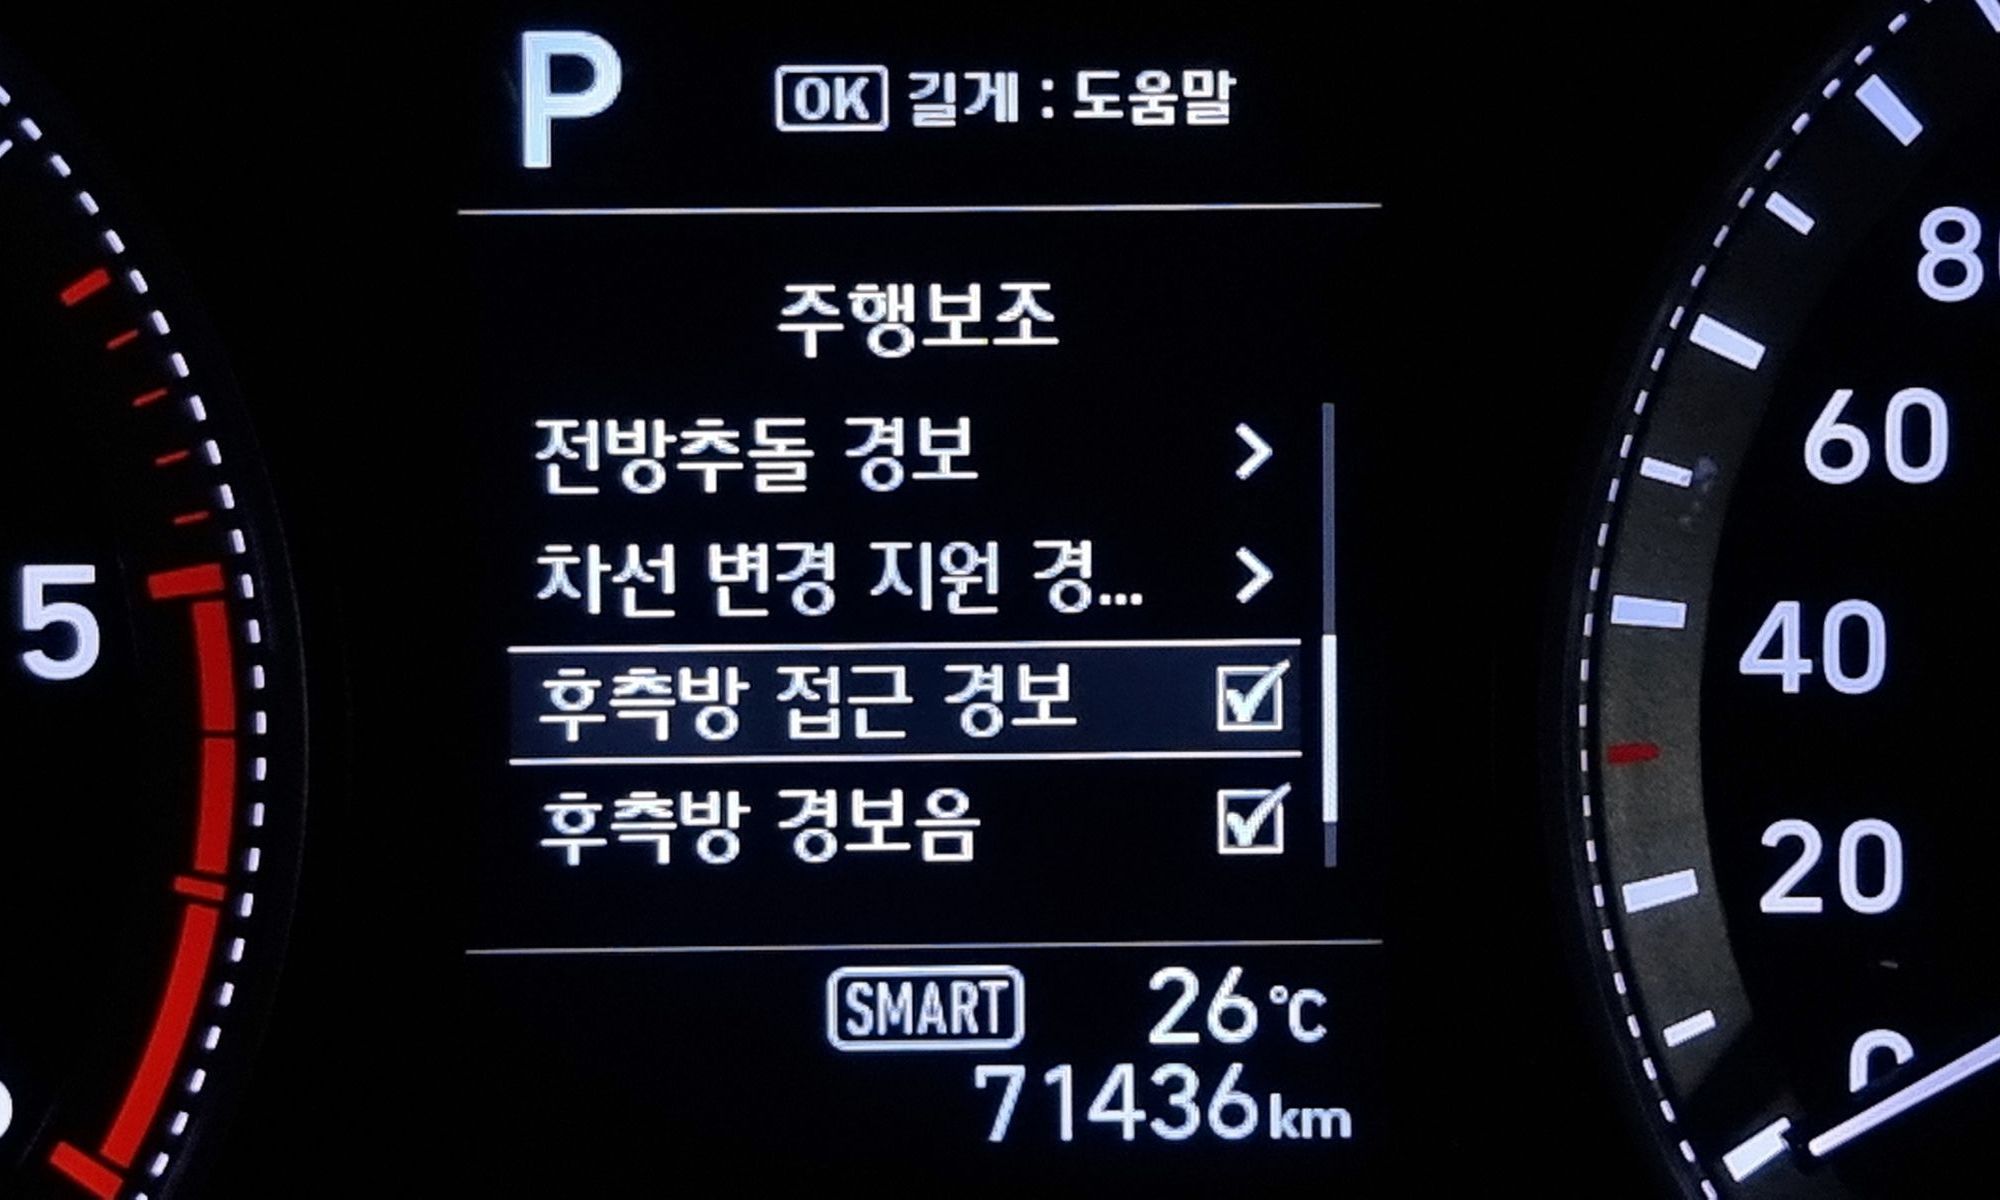 P
OK 길게 : 도움말
주행보조
전방추돌 경보
차선 변경 지원 경...
후측방 접근 경보
후측방 경보음
SMART 26℃
71436km
5
80
60
40
20
0